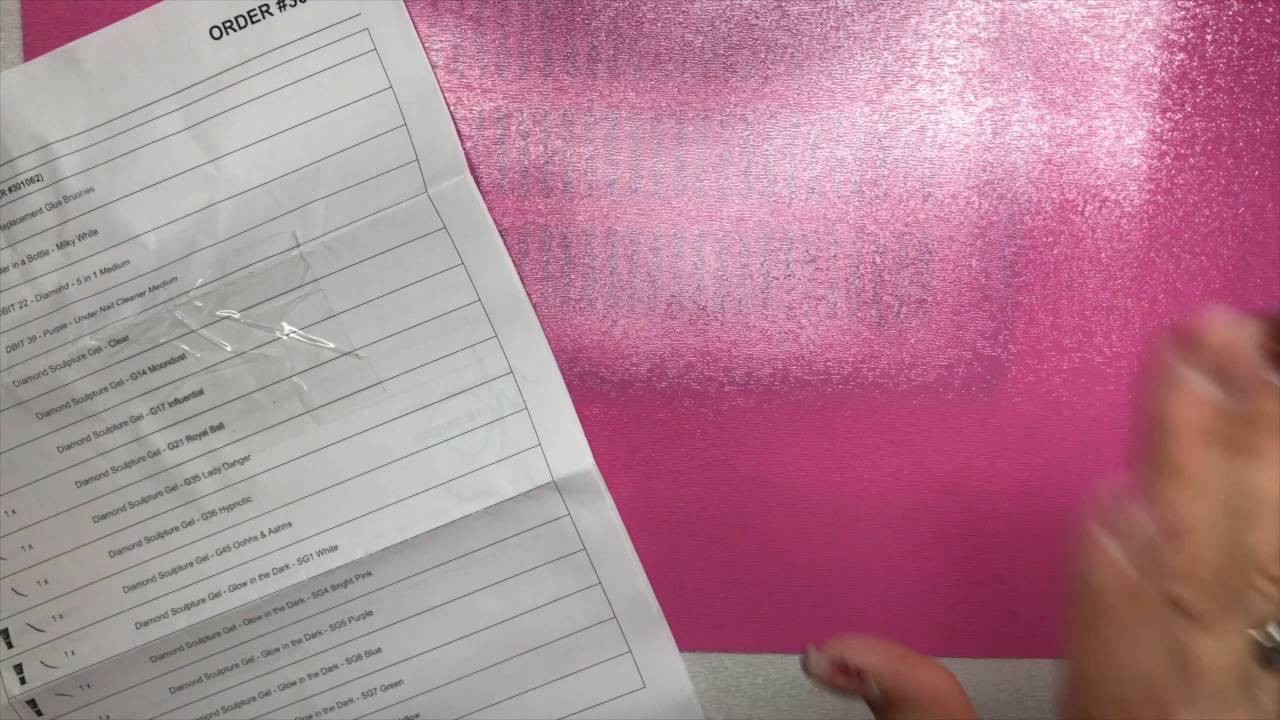 ORDER #30
ER #301062)
Replacement Glue Brushes
der in a Bottle - Milky White
DBIT 22 - Diamond - 5 in 1 Medium
DBIT 39 - Purple - Under Nail Cleaner Medium
Diamond Sculpture Gel - Clear
Diamond Sculpture Gel - G14 Moondust
Diamond Sculpture Gel - G17 Influential
Diamond Sculpture Gel - G21 Royal Ball
1 x Diamond Sculpture Gel - G35 Lady Danger
1 x Diamond Sculpture Gel - G36 Hypnotic
1 x Diamond Sculpture Gel - G45 Oohhs & Aahhs
1 x Diamond Sculpture Gel - Glow in the Dark - SG1 White
1 x Diamond Sculpture Gel - Glow in the Dark - SG4 Bright Pink
1 x Diamond Sculpture Gel - Glow in the Dark - SG5 Purple
1 x Diamond Sculpture Gel - Glow in the Dark - SG6 Blue
Glow in the Dark - SG7 Green